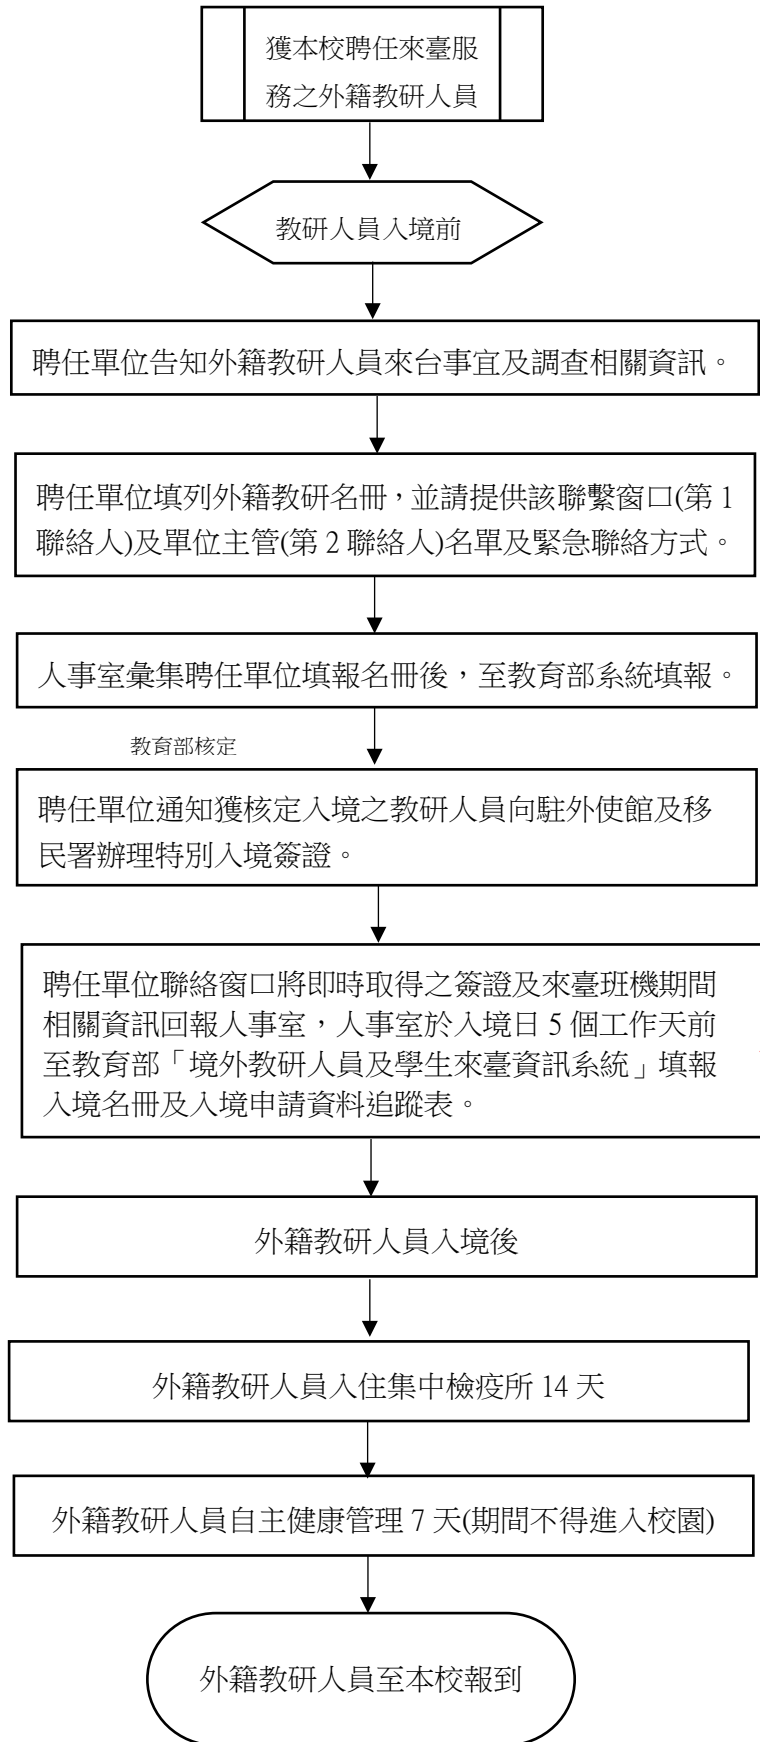 獲本校聘任來臺服
務之外籍教研人員
教研人員入境前
聘任單位告知外籍教研人員來台事宜及調查相關資訊。
聘任單位填列外籍教研名冊，並請提供該聯繫窗口(第 1
聯絡人)及單位主管(第 2 聯絡人)名單及緊急聯絡方式。
人事室彙集聘任單位填報名冊後，至教育部系統填報。
教育部核定
聘任單位通知獲核定入境之教研人員向駐外使館及移
民署辦理特別入境簽證。
聘任單位聯絡窗口將即時取得之簽證及來臺班機期間
相關資訊回報人事室，人事室於入境日 5 個工作天前
至教育部「境外教研人員及學生來臺資訊系統」填報
入境名冊及入境申請資料追蹤表。
外籍教研人員入境後
外籍教研人員入住集中檢疫所 14 天
外籍教研人員自主健康管理 7 天(期間不得進入校園)
外籍教研人員至本校報到